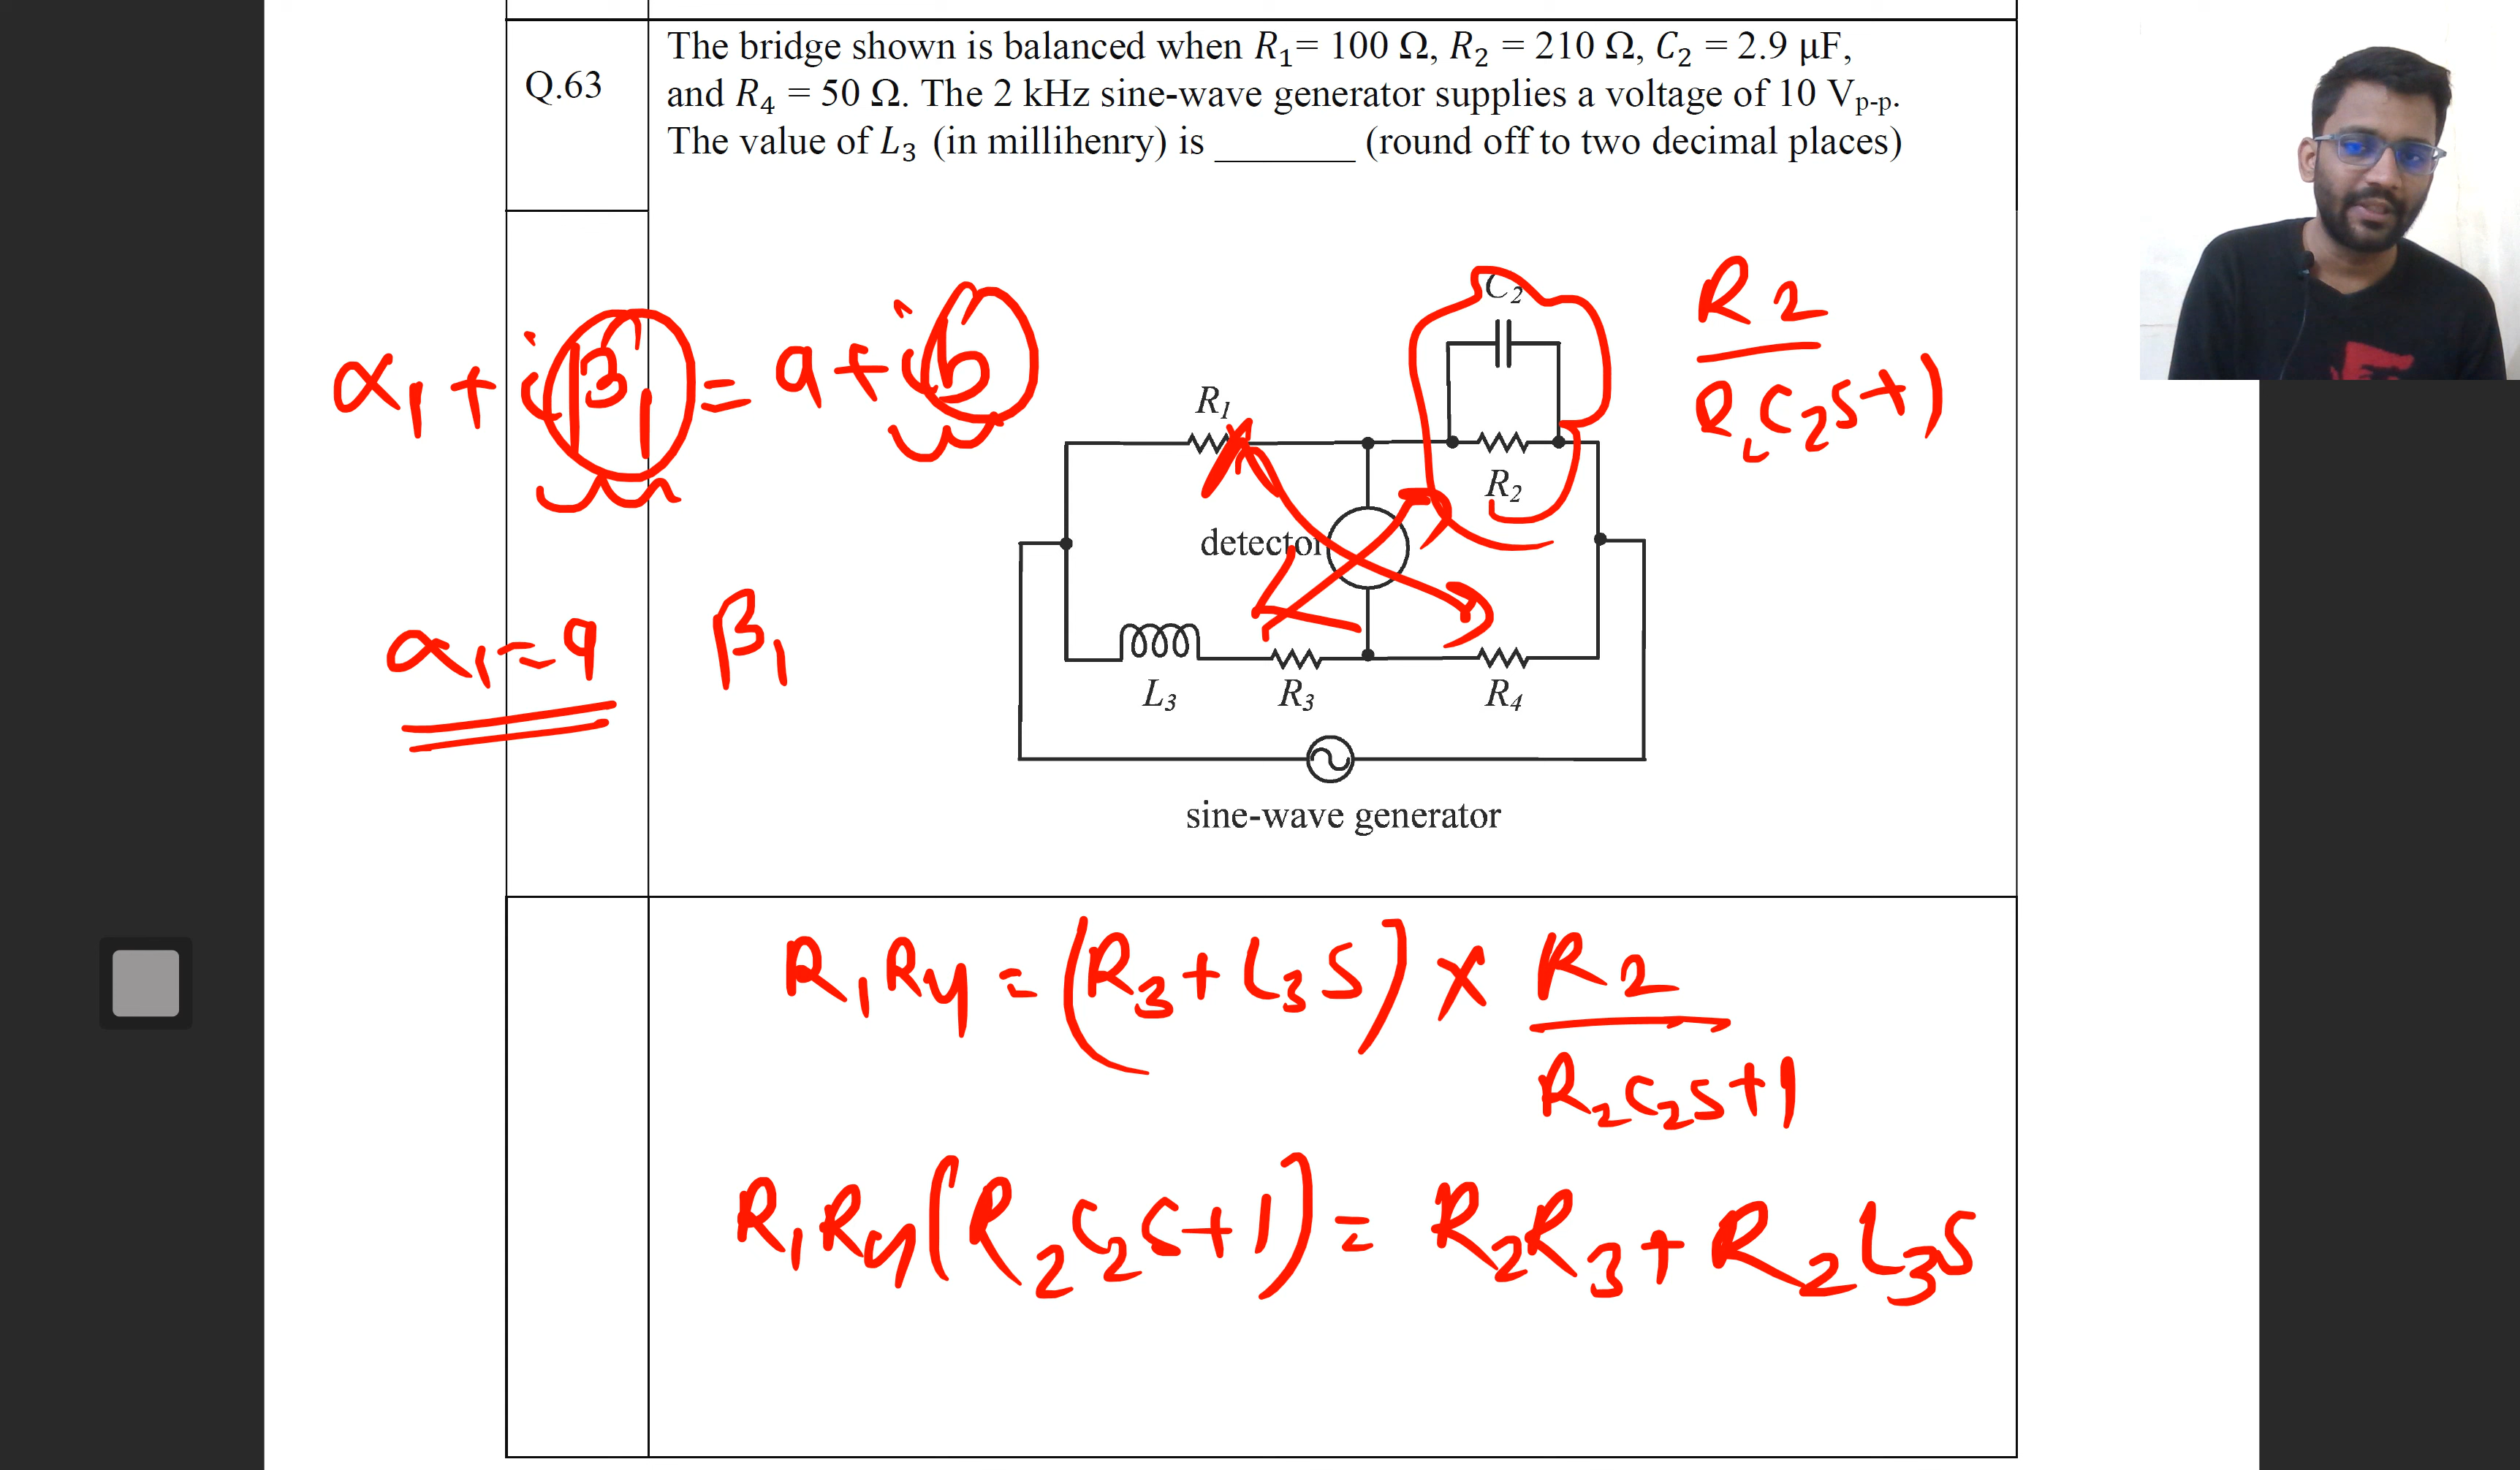 Q.63
The bridge shown is balanced when R₁= 100 Ω, R₂ = 210 Ω, C₂ = 2.9 μF,
and R₄ = 50 Ω. The 2 kHz sine-wave generator supplies a voltage of 10 Vp-p.
The value of L₃ (in millihenry) is ______ (round off to two decimal places)
C₂
R₂
R₂C₂s+1
α₁ + iβ₁ = a + ib
R₁
R₂
detector
α₁ = a
β₁
L₃
R₃
R₄
sine-wave generator
R₁R₄ = (R₃ + L₃S) × R₂
R₂C₂S+1
R₁R₄(R₂C₂S+1) = R₂R₃ + R₂L₃S